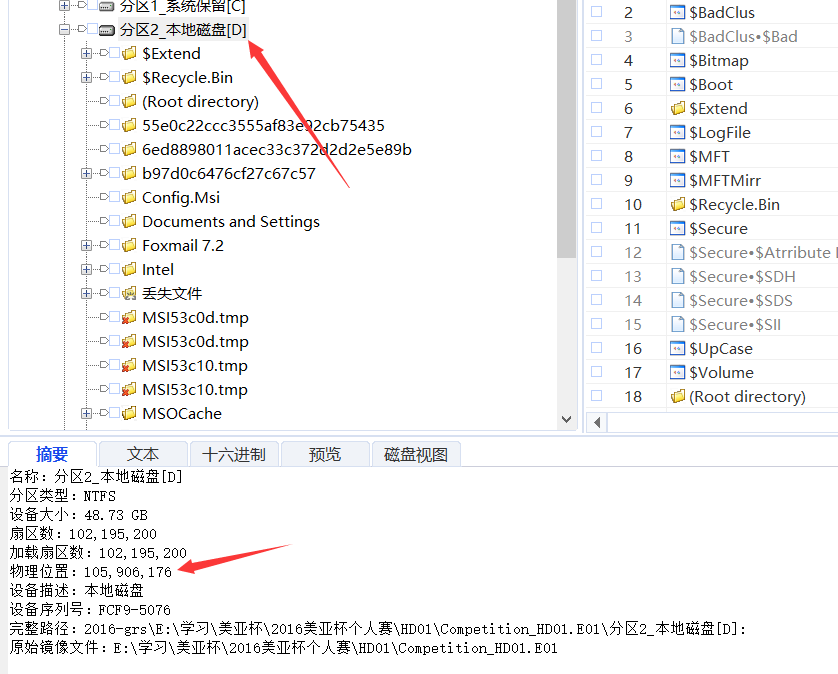 分区1_系统保留[C]
分区2_本地磁盘[D]
$Extend
$Recycle.Bin
(Root directory)
55e0c22ccc3555af83e92cb75435
6ed8898011acec33c372d2d2e5e89b
b97d0c6476cf27c67c57
Config.Msi
Documents and Settings
Foxmail 7.2
Intel
丢失文件
MSI53c0d.tmp
MSI53c0d.tmp
MSI53c10.tmp
MSI53c10.tmp
MSOCache
2 $BadClus
3 $BadClus•$Bad
4 $Bitmap
5 $Boot
6 $Extend
7 $LogFile
8 $MFT
9 $MFTMirr
10 $Recycle.Bin
11 $Secure
12 $Secure•$Atrribute
13 $Secure•$SDH
14 $Secure•$SDS
15 $Secure•$SII
16 $UpCase
17 $Volume
18 (Root directory)
摘要 文本 十六进制 预览 磁盘视图
名称：分区2_本地磁盘[D]
分区类型：NTFS
设备大小：48.73 GB
扇区数：102,195,200
加载扇区数：102,195,200
物理位置：105,906,176
设备描述：本地磁盘
设备序列号：FCF9-5076
完整路径：2016-grs\E:\学习\美亚杯\2016美亚杯个人赛\HD01\Competition_HD01.E01\分区2_本地磁盘[D]:
原始镜像文件：E:\学习\美亚杯\2016美亚杯个人赛\HD01\Competition_HD01.E01